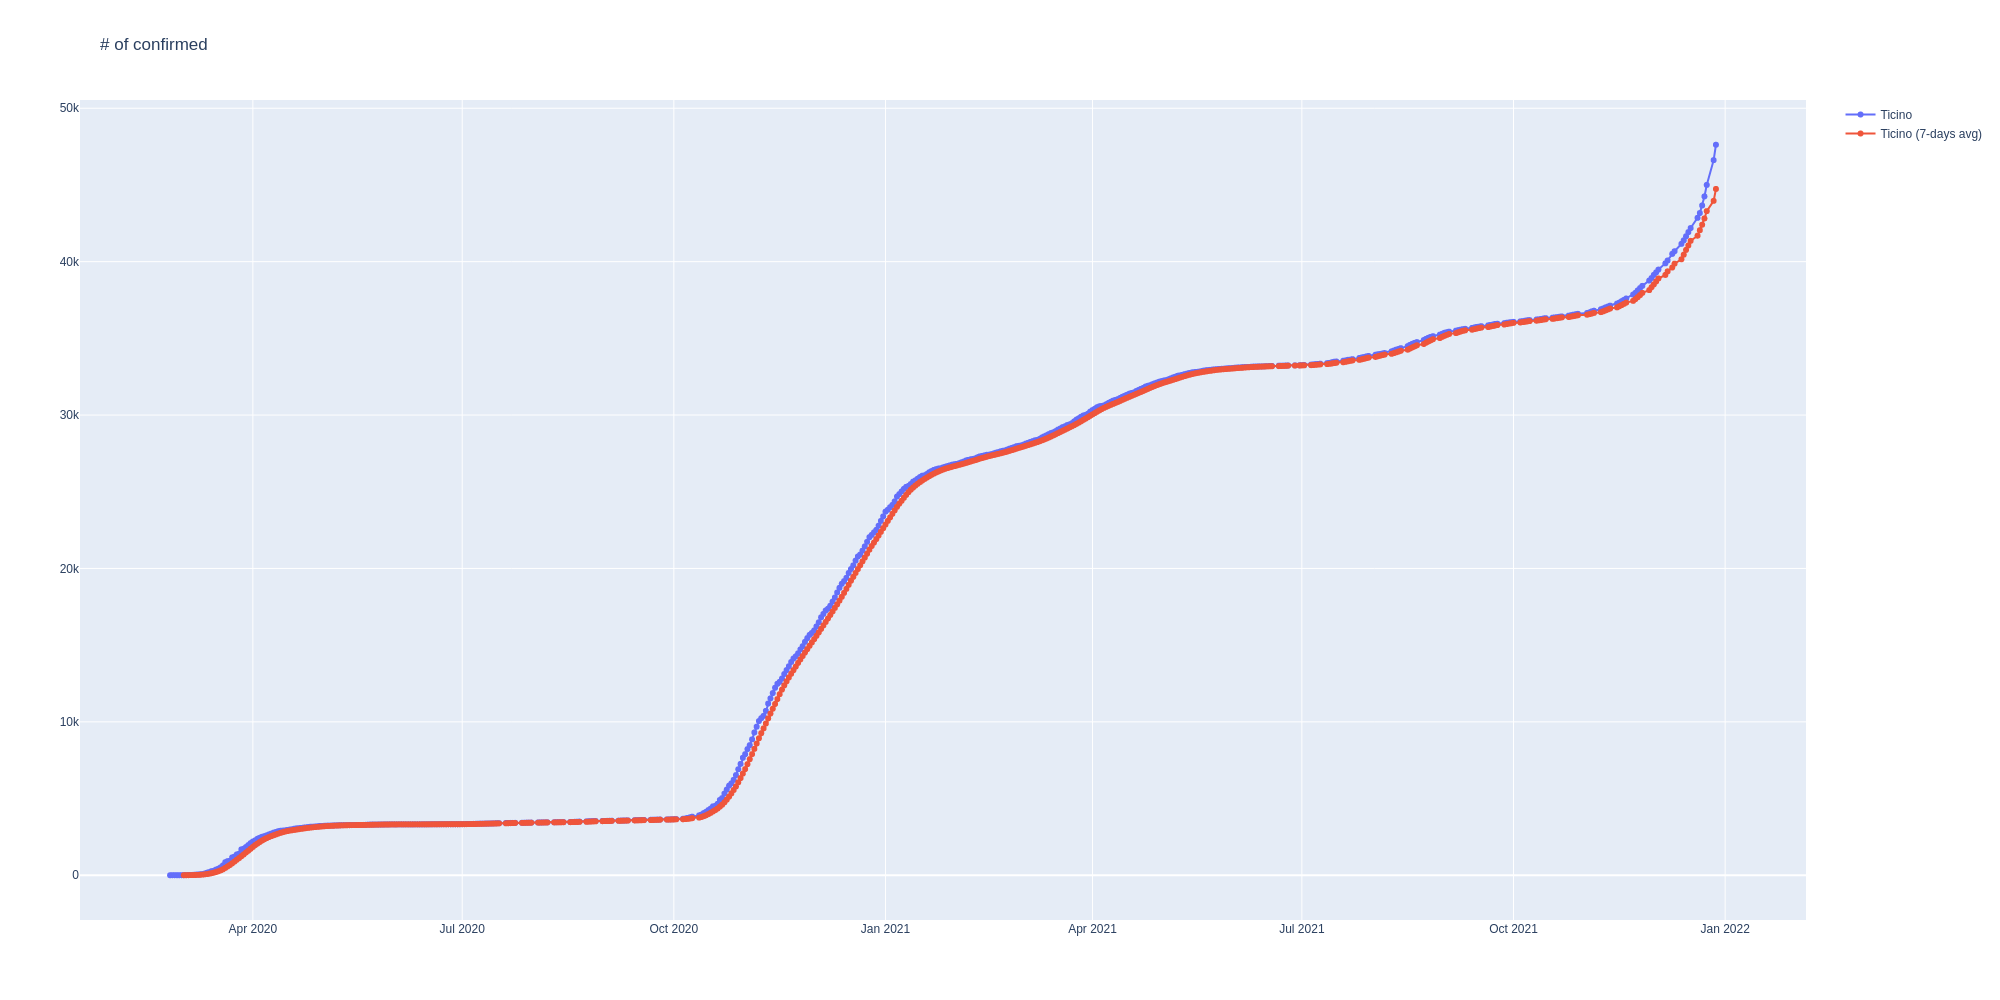 # of confirmed
50k
40k
30k
20k
10k
0
Apr 2020
Jul 2020
Oct 2020
Jan 2021
Apr 2021
Jul 2021
Oct 2021
Jan 2022
Ticino
Ticino (7-days avg)